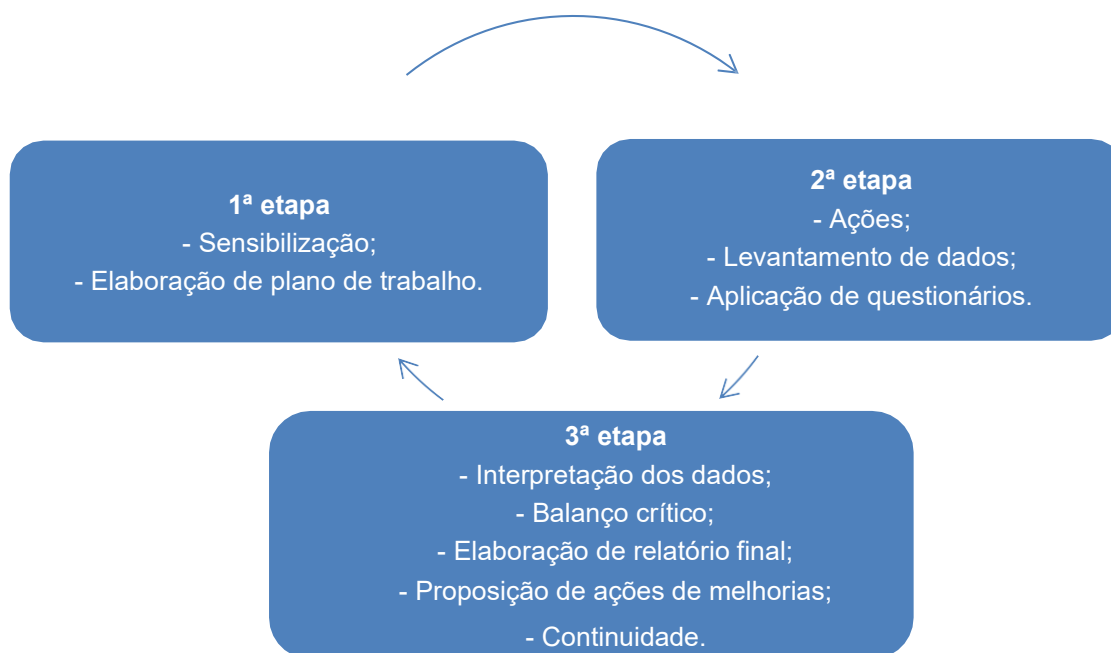 1ª etapa
- Sensibilização;
- Elaboração de plano de trabalho.
2ª etapa
- Ações;
- Levantamento de dados;
- Aplicação de questionários.
3ª etapa
- Interpretação dos dados;
- Balanço crítico;
- Elaboração de relatório final;
- Proposição de ações de melhorias;
- Continuidade.